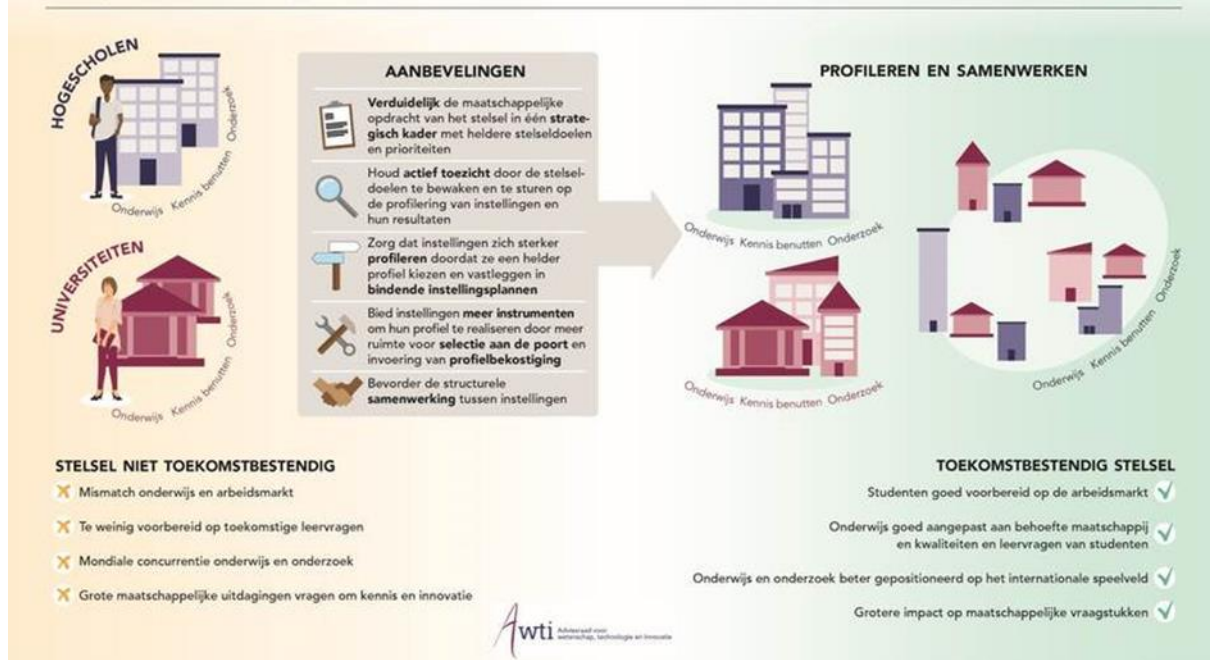 HOGESCHOLEN
Onderwijs Kennis benutten Onderzoek
UNIVERSITEITEN
Onderwijs Kennis benutten Onderzoek
AANBEVELINGEN
Verduidelijk de maatschappelijke
opdracht van het stelsel in één strate-
gisch kader met heldere stelseldoelen
en prioriteiten
Houd actief toezicht door de stelsel-
doelen te bewaken en te sturen op
de profilering van instellingen en
hun resultaten
Zorg dat instellingen zich sterker
profileren doordat ze een helder
profiel kiezen en vastleggen in
bindende instellingsplannen
Bied instellingen meer instrumenten
om hun profiel te realiseren door meer
ruimte voor selectie aan de poort en
invoering van profielbekostiging
Bevorder de structurele
samenwerking tussen instellingen
PROFILEREN EN SAMENWERKEN
Onderwijs Kennis benutten Onderzoek
Onderwijs Kennis benutten Onderzoek
Onderwijs Kennis benutten Onderzoek
STELSEL NIET TOEKOMSTBESTENDIG
Mismatch onderwijs en arbeidsmarkt
Te weinig voorbereid op toekomstige leervragen
Mondiale concurrentie onderwijs en onderzoek
Grote maatschappelijke uitdagingen vragen om kennis en innovatie
TOEKOMSTBESTENDIG STELSEL
Studenten goed voorbereid op de arbeidsmarkt
Onderwijs goed aangepast aan behoefte maatschappij
en kwaliteiten en leervragen van studenten
Onderwijs en onderzoek beter gepositioneerd op het internationale speelveld
Grotere impact op maatschappelijke vraagstukken
Awti
Adviesraad voor
wetenschap, technologie en innovatie